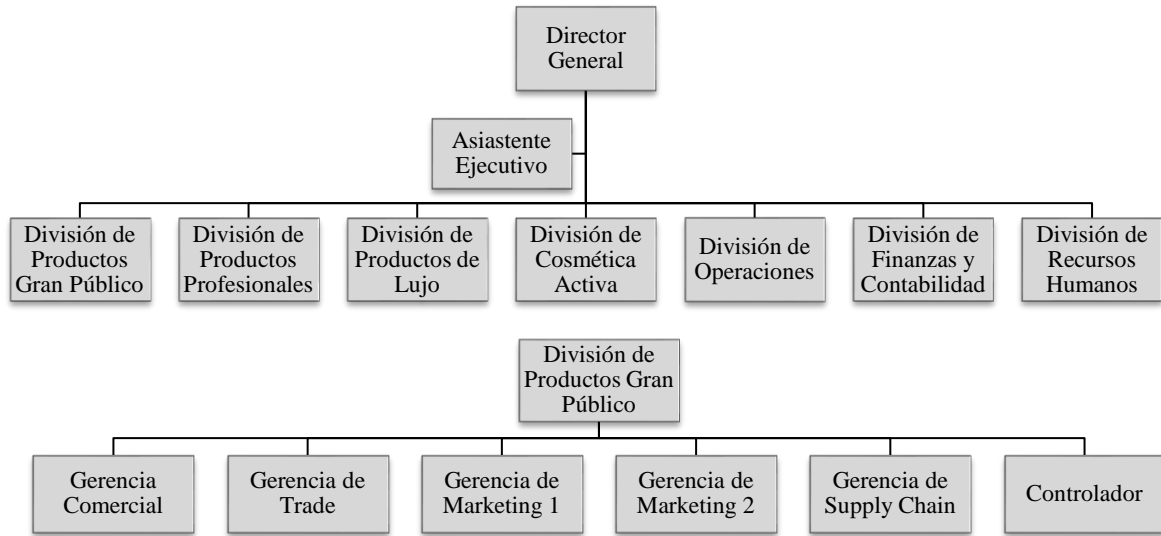 Director
General
Asiastente
Ejecutivo
División de
Productos
Gran Público
División de
Productos
Profesionales
División de
Productos de
Lujo
División de
Cosmética
Activa
División de
Operaciones
División de
Finanzas y
Contabilidad
División de
Recursos
Humanos
División de
Productos Gran
Público
Gerencia
Comercial
Gerencia de
Trade
Gerencia de
Marketing 1
Gerencia de
Marketing 2
Gerencia de
Supply Chain
Controlador